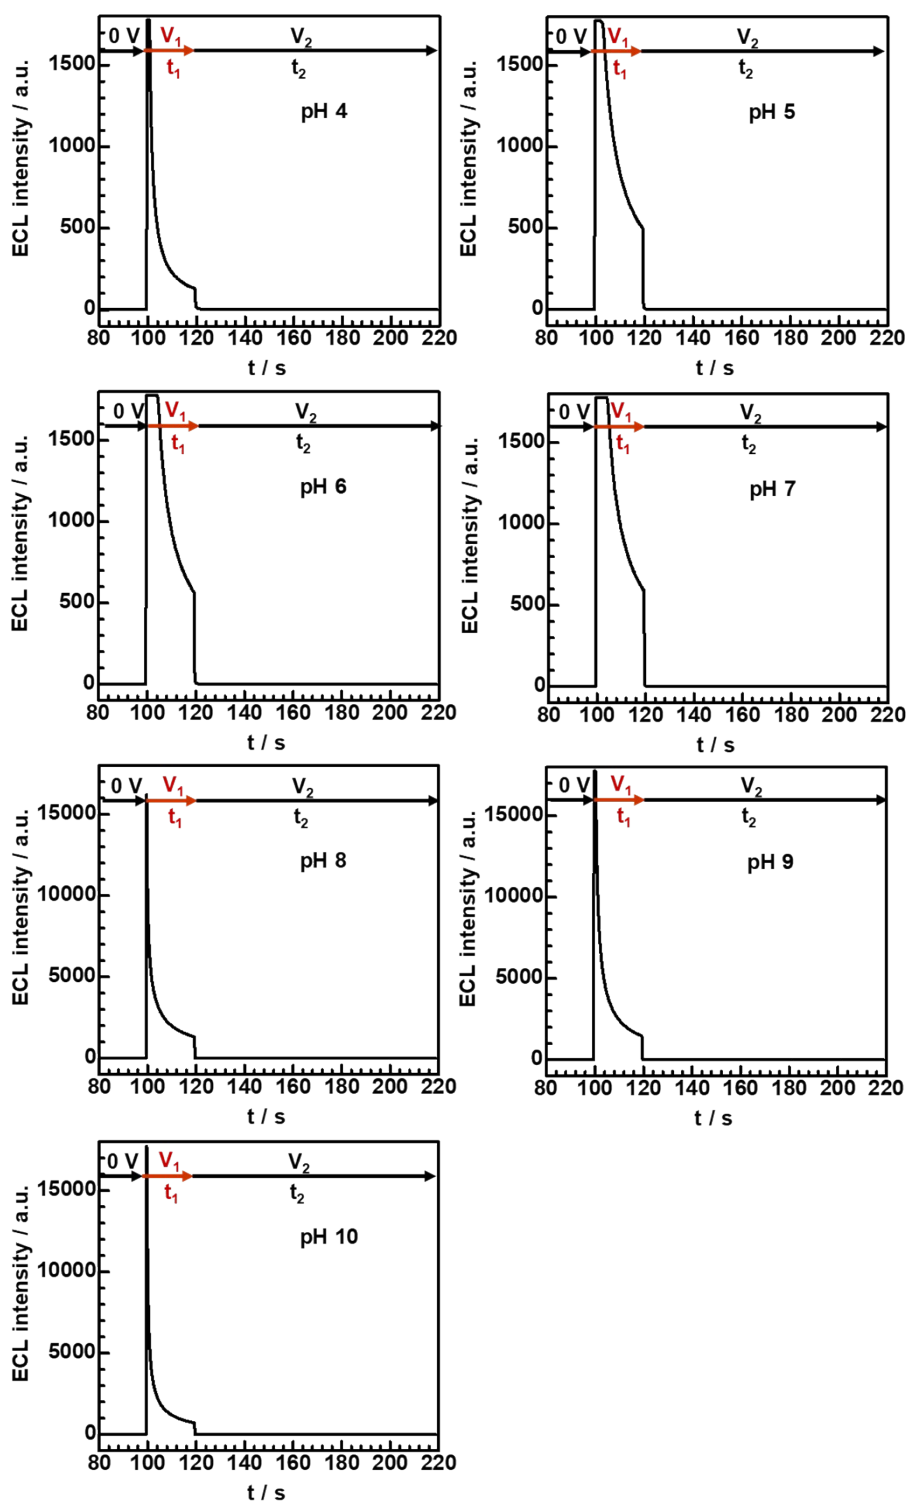 0 V V₁ V₂
1500 t₁ t₂
pH 4
1000
500
0
80 100 120 140 160 180 200 220
t / s
ECL intensity / a.u.
0 V V₁ V₂
1500 t₁ t₂
pH 5
1000
500
0
80 100 120 140 160 180 200 220
t / s
ECL intensity / a.u.
0 V V₁ V₂
1500 t₁ t₂
pH 6
1000
500
0
80 100 120 140 160 180 200 220
t / s
ECL intensity / a.u.
0 V V₁ V₂
1500 t₁ t₂
pH 7
1000
500
0
80 100 120 140 160 180 200 220
t / s
ECL intensity / a.u.
0 V V₁ V₂
15000 t₁ t₂
pH 8
10000
5000
0
80 100 120 140 160 180 200 220
t / s
ECL intensity / a.u.
0 V V₁ V₂
15000 t₁ t₂
pH 9
10000
5000
0
80 100 120 140 160 180 200 220
t / s
ECL intensity / a.u.
0 V V₁ V₂
15000 t₁ t₂
pH 10
10000
5000
0
80 100 120 140 160 180 200 220
t / s
ECL intensity / a.u.